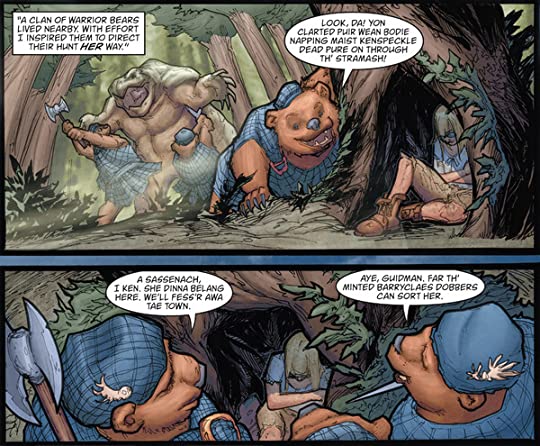 "A CLAN OF WARRIOR BEARS
LIVED NEARBY. WITH EFFORT
I INSPIRED THEM TO DIRECT
THEIR HUNT HER WAY."
LOOK, DA! YON
CLARTED PUIR WEAN BODIE
NAPPING MAIST KENSPECKLE
DEAD PURE ON THROUGH
TH' STRAMASH!
A SASSENACH,
I KEN. SHE DINNA BELANG
HERE. WE'LL FESS'R AWA
TAE TOWN.
AYE, GUIDMAN. FAR TH'
MINTED BARRYCLAES DOBBERS
CAN SORT HER.